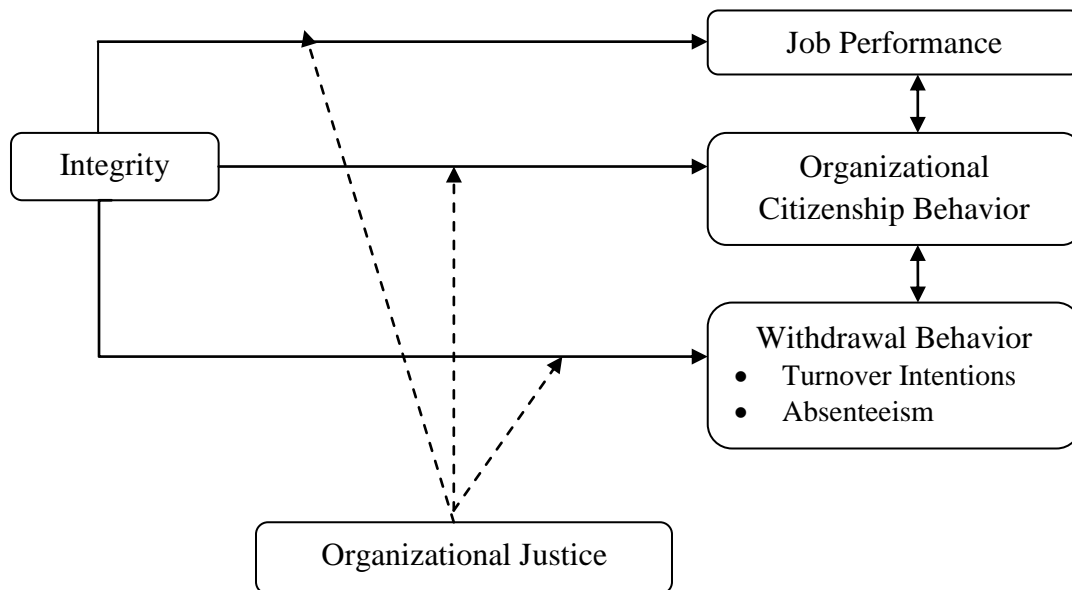 Job Performance
Integrity
Organizational
Citizenship Behavior
Withdrawal Behavior
• Turnover Intentions
• Absenteeism
Organizational Justice